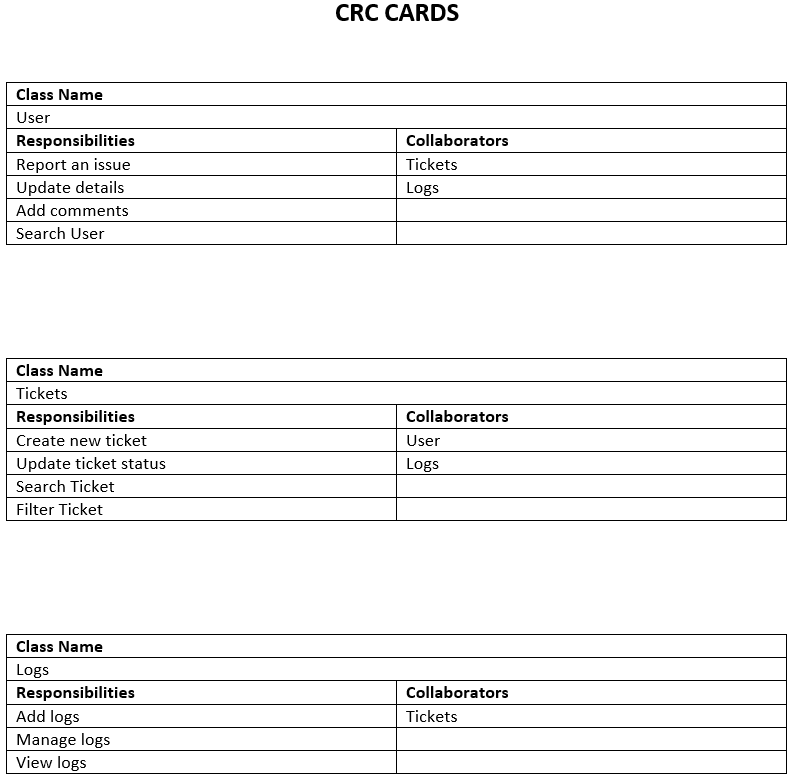 CRC CARDS
Class Name
User
Responsibilities Collaborators
Report an issue Tickets
Update details Logs
Add comments
Search User
Class Name
Tickets
Responsibilities Collaborators
Create new ticket User
Update ticket status Logs
Search Ticket
Filter Ticket
Class Name
Logs
Responsibilities Collaborators
Add logs Tickets
Manage logs
View logs